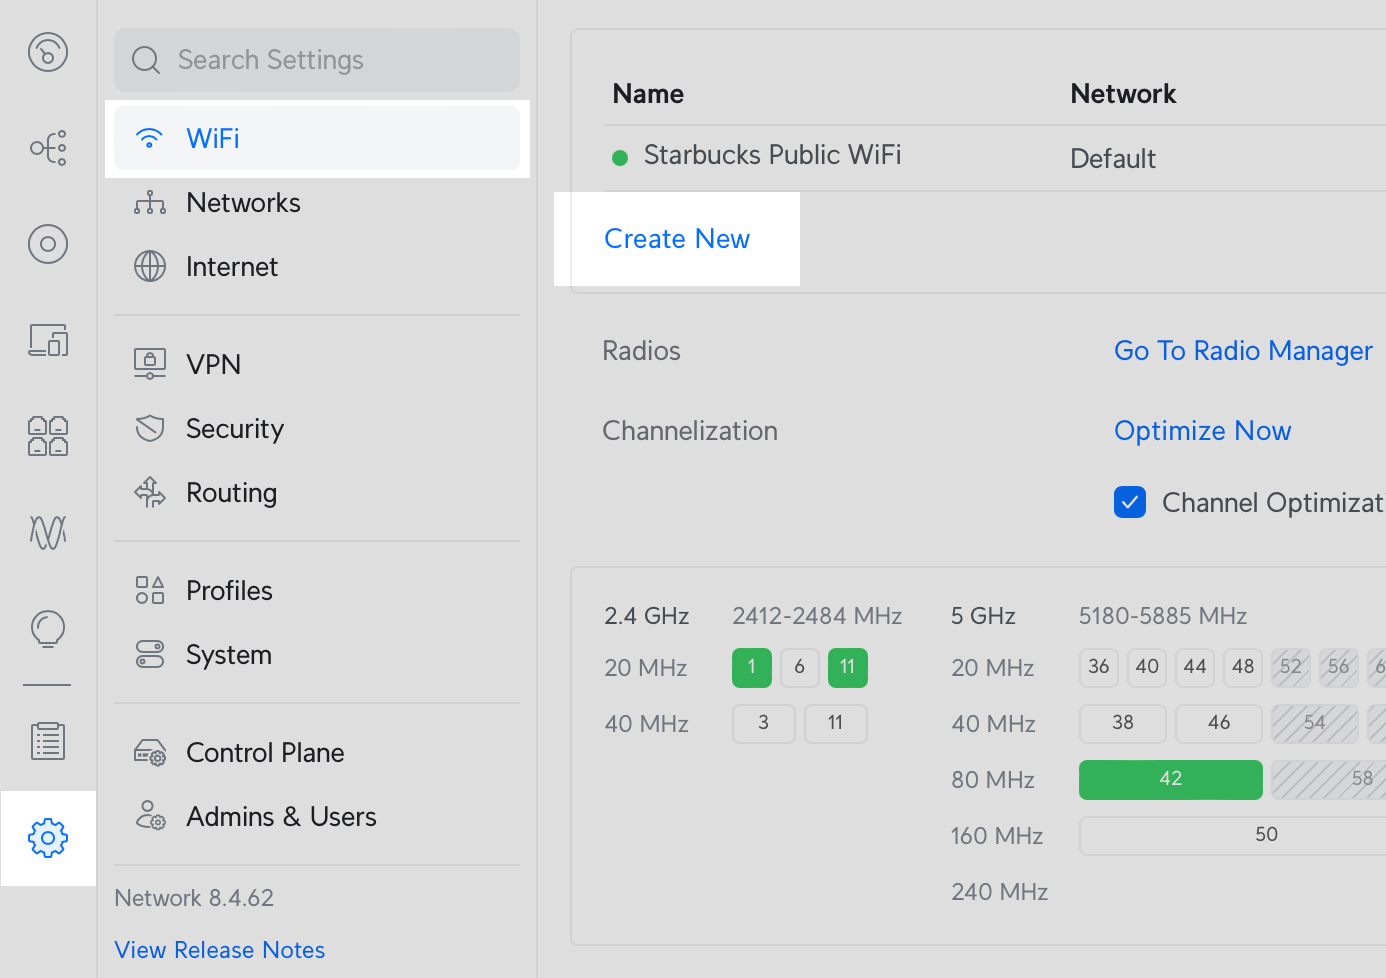 Search Settings
WiFi
Networks
Internet
VPN
Security
Routing
Profiles
System
Control Plane
Admins & Users
Network 8.4.62
View Release Notes
Name Network
Starbucks Public WiFi Default
Create New
Radios Go To Radio Manager
Channelization Optimize Now
Channel Optimizat
2.4 GHz 2412-2484 MHz 5 GHz 5180-5885 MHz
20 MHz 1 6 11 20 MHz 36 40 44 48 52 56 6
40 MHz 3 11 40 MHz 38 46 54
80 MHz 42 58
160 MHz 50
240 MHz